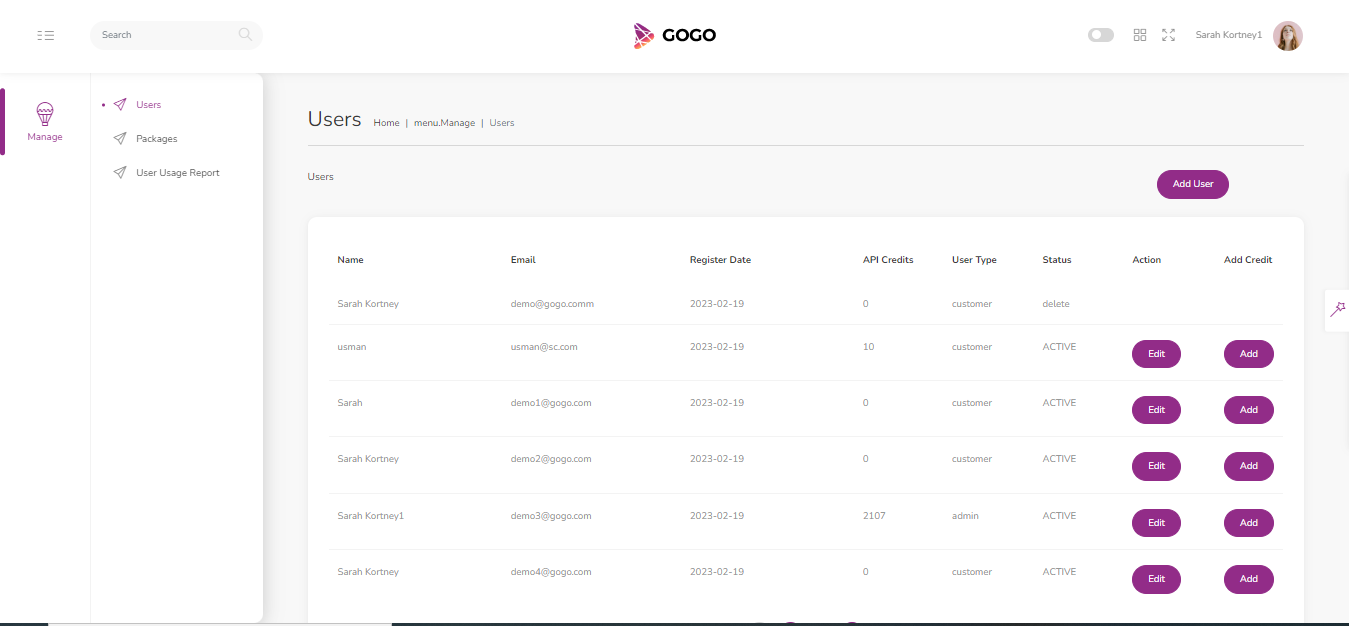 Search
GOGO
Sarah Kortney1
Manage
Users
Packages
User Usage Report
Users Home | menu.Manage | Users
Users
Add User
Name Email Register Date API Credits User Type Status Action Add Credit
Sarah Kortney demo@gogo.comm 2023-02-19 0 customer delete
usman usman@sc.com 2023-02-19 10 customer ACTIVE Edit Add
Sarah demo1@gogo.com 2023-02-19 0 customer ACTIVE Edit Add
Sarah Kortney demo2@gogo.com 2023-02-19 0 customer ACTIVE Edit Add
Sarah Kortney1 demo3@gogo.com 2023-02-19 2107 admin ACTIVE Edit Add
Sarah Kortney demo4@gogo.com 2023-02-19 0 customer ACTIVE Edit Add